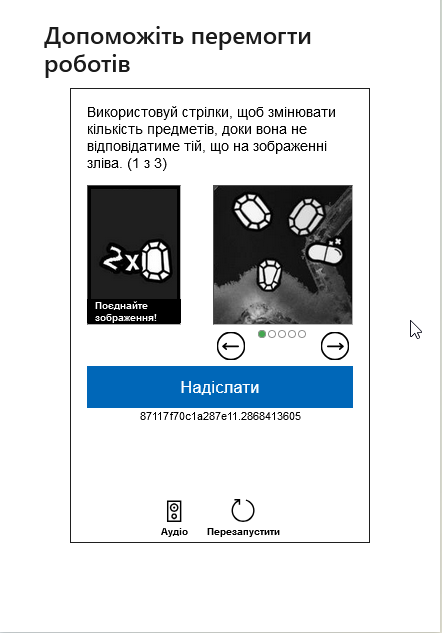 Допоможіть перемогти
роботів
Використовуй стрілки, щоб змінювати
кількість предметів, доки вона не
відповідатиме тій, що на зображенні
зліва. (1 з 3)
2x
Поєднайте
зображення!
Надіслати
87117f70c1a287e11.2868413605
Аудіо
Перезапустити